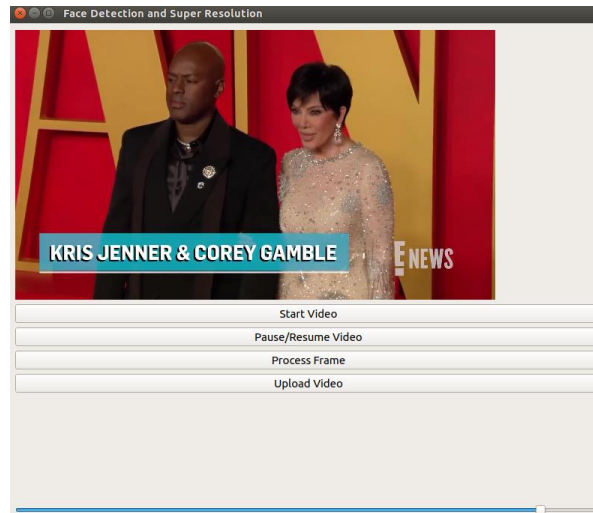 Face Detection and Super Resolution
KRIS JENNER & COREY GAMBLE
E NEWS
Start Video
Pause/Resume Video
Process Frame
Upload Video